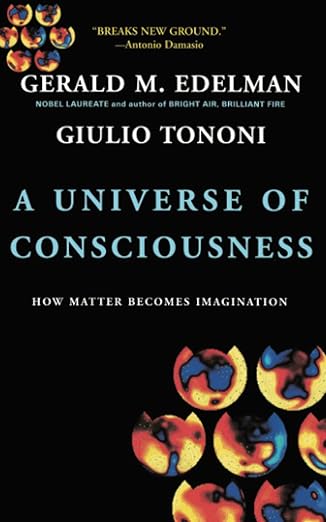 "BREAKS NEW GROUND."
—Antonio Damasio
GERALD M. EDELMAN
NOBEL LAUREATE and author of BRIGHT AIR, BRILLIANT FIRE
GIULIO TONONI
A UNIVERSE OF
CONSCIOUSNESS
HOW MATTER BECOMES IMAGINATION